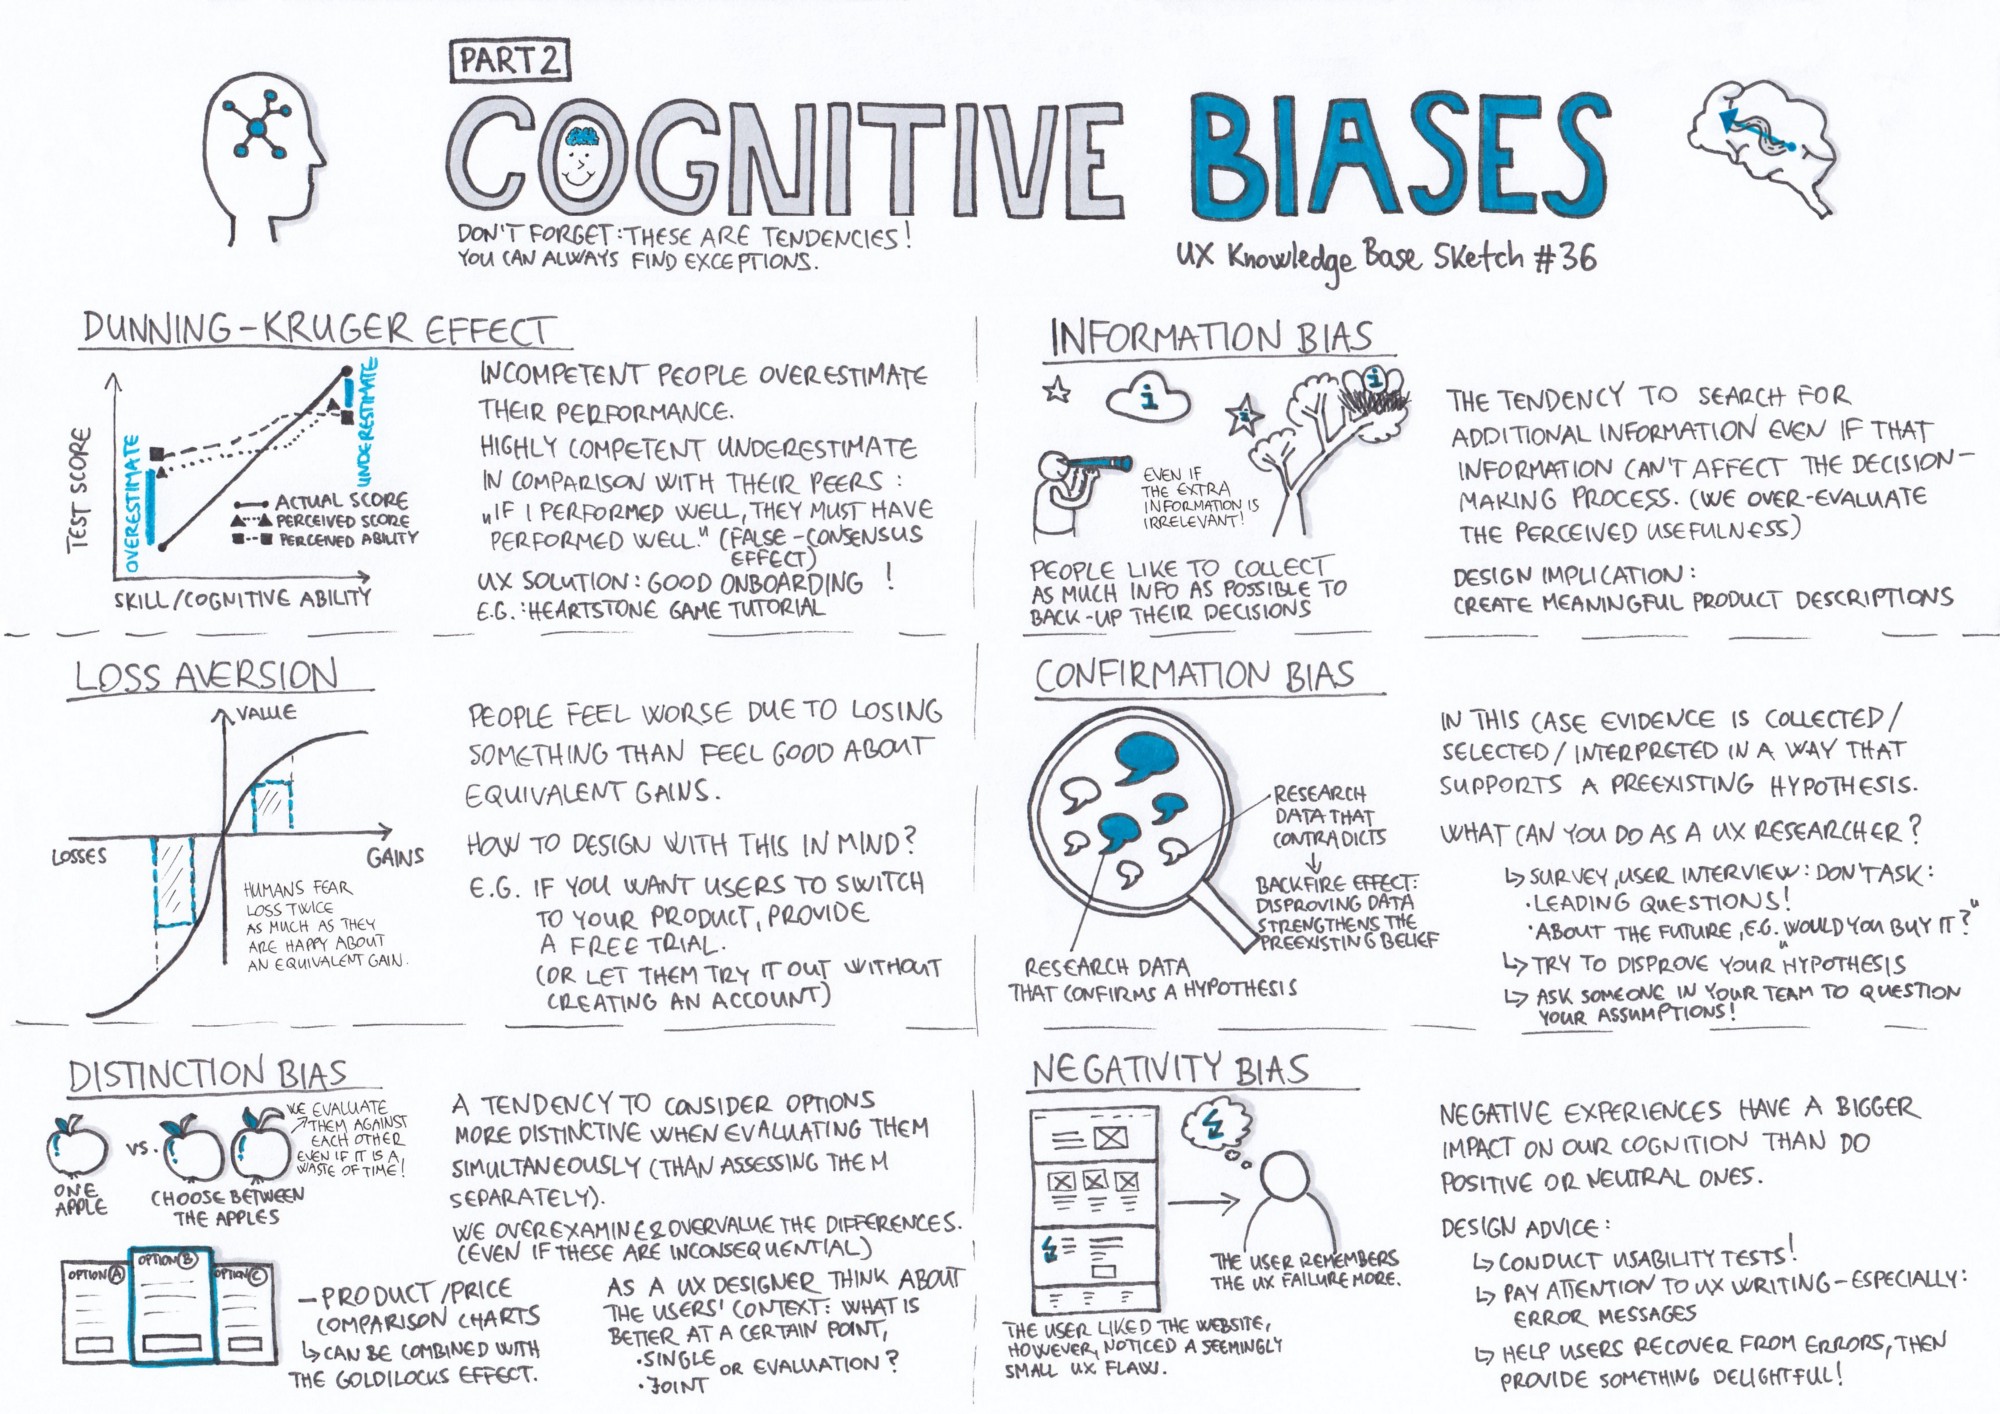 PART 2
COGNITIVE BIASES
DON'T FORGET: THESE ARE TENDENCIES!
YOU CAN ALWAYS FIND EXCEPTIONS.
UX Knowledge Base Sketch #36
DUNNING-KRUGER EFFECT
TEST SCORE
OVERESTIMATE
UNDERESTIMATE
ACTUAL SCORE
PERCEIVED SCORE
PERCEIVED ABILITY
SKILL/COGNITIVE ABILITY
INCOMPETENT PEOPLE OVERESTIMATE
THEIR PERFORMANCE.
HIGHLY COMPETENT UNDERESTIMATE
IN COMPARISON WITH THEIR PEERS:
„IF I PERFORMED WELL, THEY MUST HAVE
PERFORMED WELL." (FALSE-CONSENSUS
EFFECT)
UX SOLUTION: GOOD ONBOARDING !
E.G.: HEARTSTONE GAME TUTORIAL
INFORMATION BIAS
i
i
i
EVEN IF
THE EXTRA
INFORMATION IS
IRRELEVANT!
PEOPLE LIKE TO COLLECT
AS MUCH INFO AS POSSIBLE TO
BACK-UP THEIR DECISIONS
THE TENDENCY TO SEARCH FOR
ADDITIONAL INFORMATION EVEN IF THAT
INFORMATION CAN'T AFFECT THE DECISION-
MAKING PROCESS. (WE OVER-EVALUATE
THE PERCEIVED USEFULNESS)
DESIGN IMPLICATION:
CREATE MEANINGFUL PRODUCT DESCRIPTIONS
LOSS AVERSION
VALUE
LOSSES
GAINS
HUMANS FEAR
LOSS TWICE
AS MUCH AS THEY
ARE HAPPY ABOUT
AN EQUIVALENT GAIN.
PEOPLE FEEL WORSE DUE TO LOSING
SOMETHING THAN FEEL GOOD ABOUT
EQUIVALENT GAINS.
HOW TO DESIGN WITH THIS IN MIND?
E.G. IF YOU WANT USERS TO SWITCH
TO YOUR PRODUCT, PROVIDE
A FREE TRIAL.
(OR LET THEM TRY IT OUT WITHOUT
CREATING AN ACCOUNT)
CONFIRMATION BIAS
RESEARCH
DATA THAT
CONTRADICTS
↓
BACKFIRE EFFECT:
DISPROVING DATA
STRENGTHENS THE
PREEXISTING BELIEF
RESEARCH DATA
THAT CONFIRMS A HYPOTHESIS
IN THIS CASE EVIDENCE IS COLLECTED/
SELECTED/INTERPRETED IN A WAY THAT
SUPPORTS A PREEXISTING HYPOTHESIS.
WHAT CAN YOU DO AS A UX RESEARCHER?
↳ SURVEY, USER INTERVIEW: DON'T ASK:
• LEADING QUESTIONS!
• ABOUT THE FUTURE, E.G. „WOULD YOU BUY IT?"
↳ TRY TO DISPROVE YOUR HYPOTHESIS
↳ ASK SOMEONE IN YOUR TEAM TO QUESTION
YOUR ASSUMPTIONS!
DISTINCTION BIAS
VS.
ONE
APPLE
CHOOSE BETWEEN
THE APPLES
WE EVALUATE
THEM AGAINST
EACH OTHER
EVEN IF IT IS A
WASTE OF TIME!
OPTION A
OPTION B
OPTION C
- PRODUCT/PRICE
COMPARISON CHARTS
↳ CAN BE COMBINED WITH
THE GOLDILOCKS EFFECT.
A TENDENCY TO CONSIDER OPTIONS
MORE DISTINCTIVE WHEN EVALUATING THEM
SIMULTANEOUSLY (THAN ASSESSING THEM
SEPARATELY).
WE OVEREXAMINE & OVERVALUE THE DIFFERENCES.
(EVEN IF THESE ARE INCONSEQUENTIAL)
AS A UX DESIGNER THINK ABOUT
THE USERS' CONTEXT: WHAT IS
BETTER AT A CERTAIN POINT,
• SINGLE OR EVALUATION?
• JOINT
NEGATIVITY BIAS
THE USER REMEMBERS
THE UX FAILURE MORE.
THE USER LIKED THE WEBSITE,
HOWEVER, NOTICED A SEEMINGLY
SMALL UX FLAW.
NEGATIVE EXPERIENCES HAVE A BIGGER
IMPACT ON OUR COGNITION THAN DO
POSITIVE OR NEUTRAL ONES.
DESIGN ADVICE:
↳ CONDUCT USABILITY TESTS!
↳ PAY ATTENTION TO UX WRITING - ESPECIALLY:
ERROR MESSAGES
↳ HELP USERS RECOVER FROM ERRORS, THEN
PROVIDE SOMETHING DELIGHTFUL!